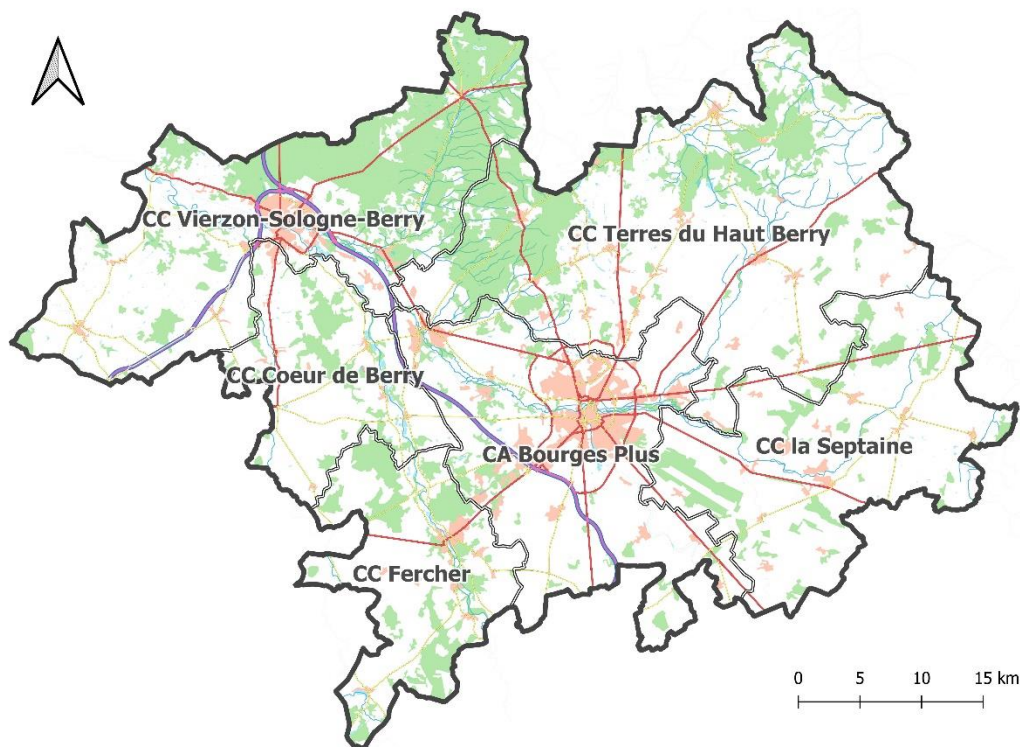 CC Vierzon-Sologne-Berry
CC Terres du Haut Berry
CC Coeur de Berry
CA Bourges Plus
CC la Septaine
CC Fercher
0 5 10 15 km